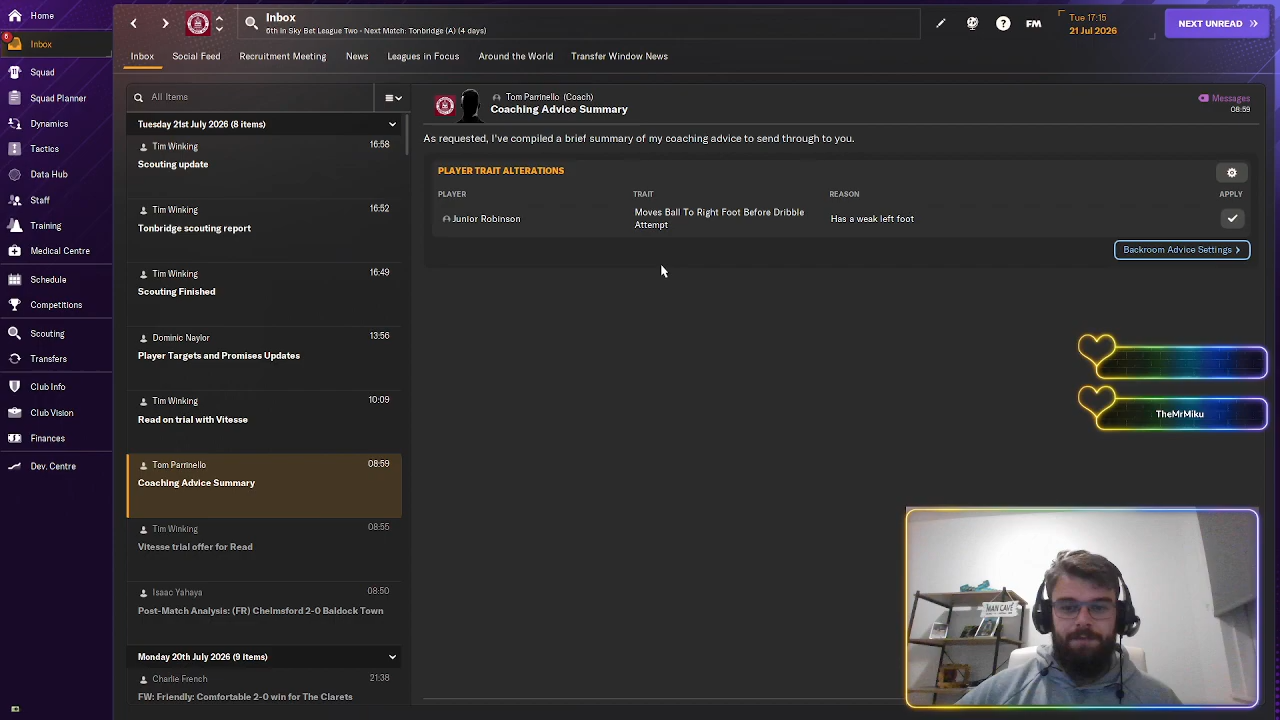 Home
6
Inbox
Squad
Squad Planner
Dynamics
Tactics
Data Hub
Staff
Training
Medical Centre
Schedule
Competitions
Scouting
Transfers
Club Info
Club Vision
Finances
Dev. Centre
Inbox
6th in Sky Bet League Two - Next Match: Tonbridge (A) (4 days)
FM
Tue 17:15
21 Jul 2026
NEXT UNREAD
Inbox
Social Feed
Recruitment Meeting
News
Leagues in Focus
Around the World
Transfer Window News
All Items
Tuesday 21st July 2026 (8 items)
Tim Winking 16:58
Scouting update
Tim Winking 16:52
Tonbridge scouting report
Tim Winking 16:49
Scouting Finished
Dominic Naylor 13:56
Player Targets and Promises Updates
Tim Winking 10:09
Read on trial with Vitesse
Tom Parrinello 08:59
Coaching Advice Summary
Tim Winking 08:55
Vitesse trial offer for Read
Isaac Yahaya 08:50
Post-Match Analysis: (FR) Chelmsford 2-0 Baldock Town
Monday 20th July 2026 (9 items)
Charlie French 21:38
FW: Friendly: Comfortable 2-0 win for The Clarets
Tom Parrinello (Coach)
Coaching Advice Summary
Messages
08:59
As requested, I've compiled a brief summary of my coaching advice to send through to you.
PLAYER TRAIT ALTERATIONS
PLAYER TRAIT REASON APPLY
Junior Robinson Moves Ball To Right Foot Before Dribble Attempt Has a weak left foot
Backroom Advice Settings
TheMrMiku
MAN CAVE